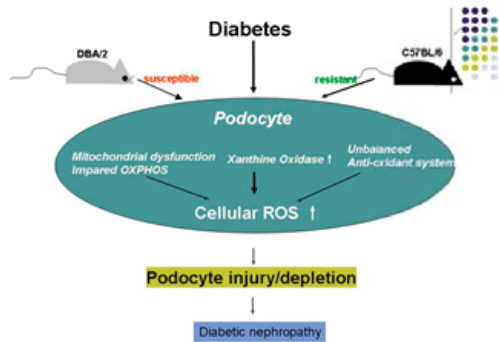 Diabetes
DBA/2
C57BL/6
susceptible
resistant
Podocyte
Mitochondrial dysfunction
Impared OXPHOS
Xanthine Oxidase ↑
Unbalanced
Anti-oxidant system
Cellular ROS ↑
Podocyte injury/depletion
Diabetic nephropathy